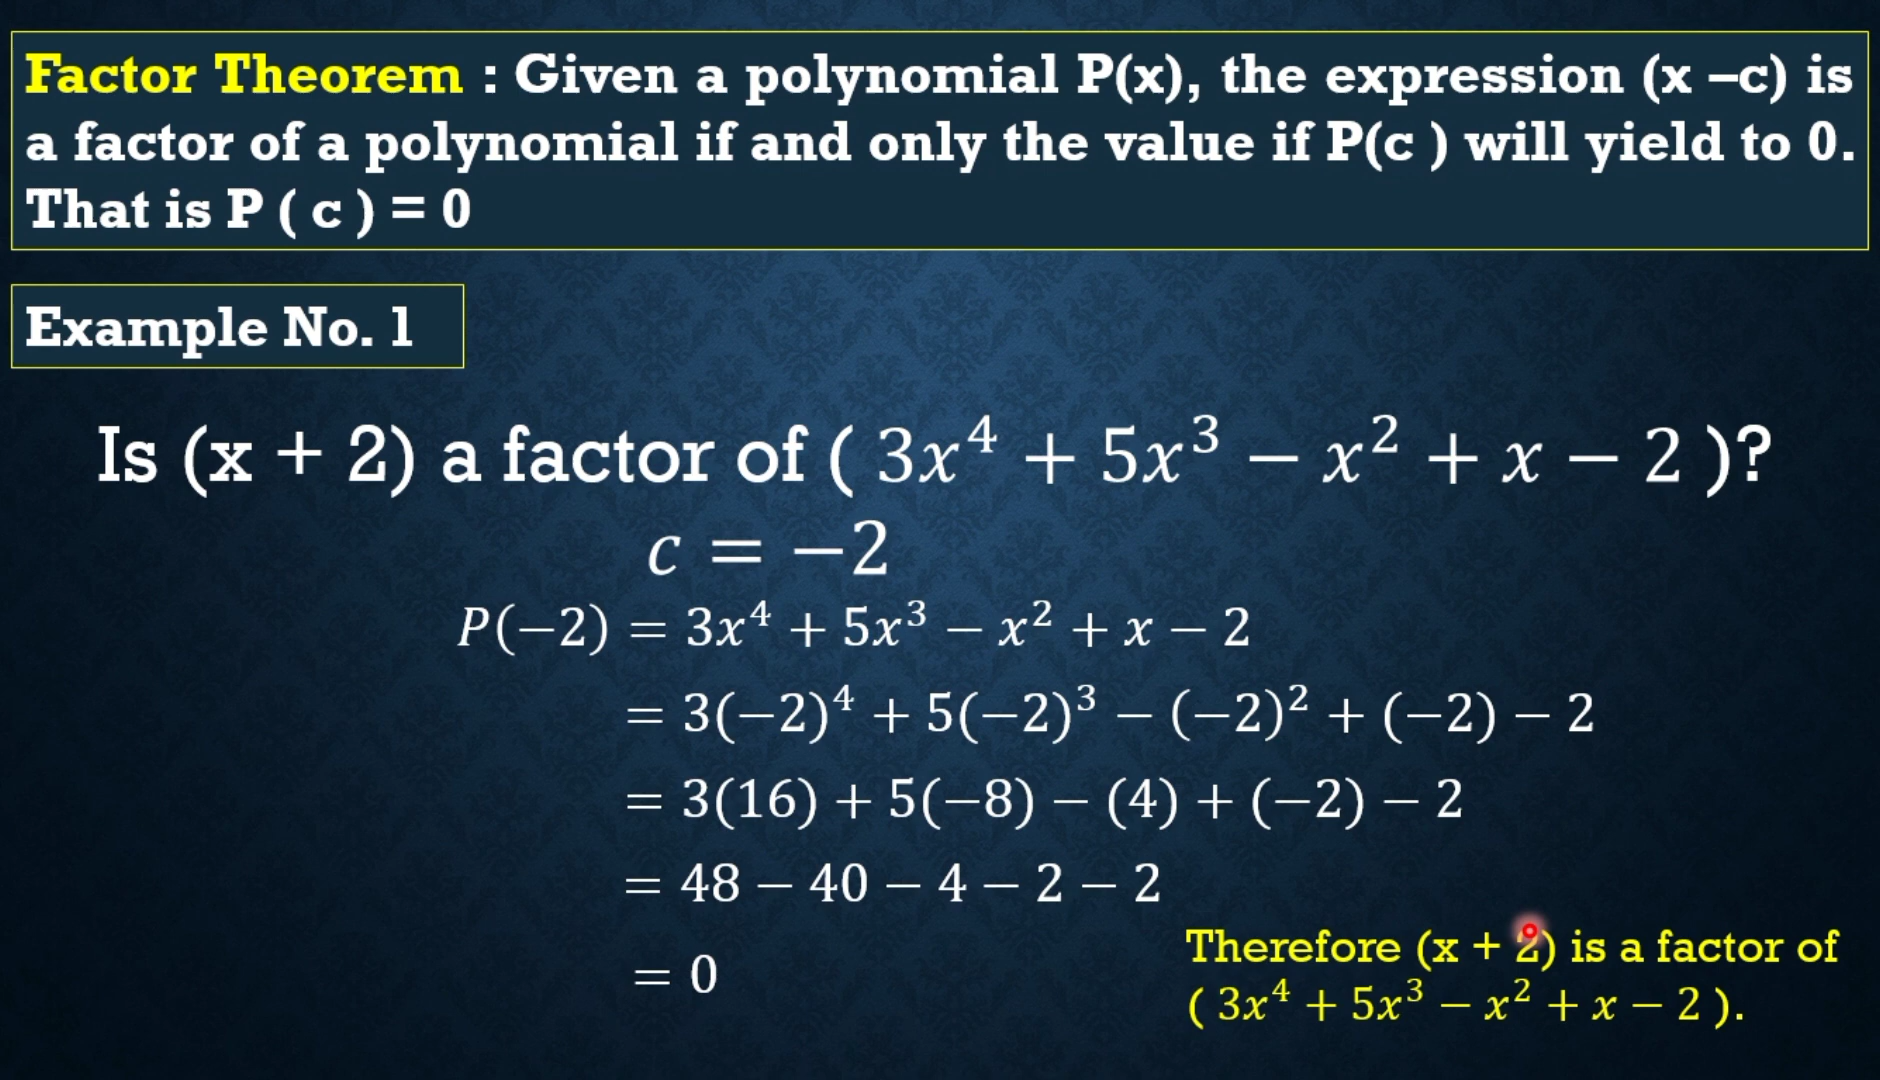 Factor Theorem : Given a polynomial P(x), the expression (x –c) is
a factor of a polynomial if and only the value if P(c ) will yield to 0.
That is P ( c ) = 0
Example No. 1
Is (x + 2) a factor of ( 3x⁴ + 5x³ − x² + x − 2 )?
c = −2
P(−2) = 3x⁴ + 5x³ − x² + x − 2
= 3(−2)⁴ + 5(−2)³ − (−2)² + (−2) − 2
= 3(16) + 5(−8) − (4) + (−2) − 2
= 48 − 40 − 4 − 2 − 2
= 0
Therefore (x + 2) is a factor of
( 3x⁴ + 5x³ − x² + x − 2 ).